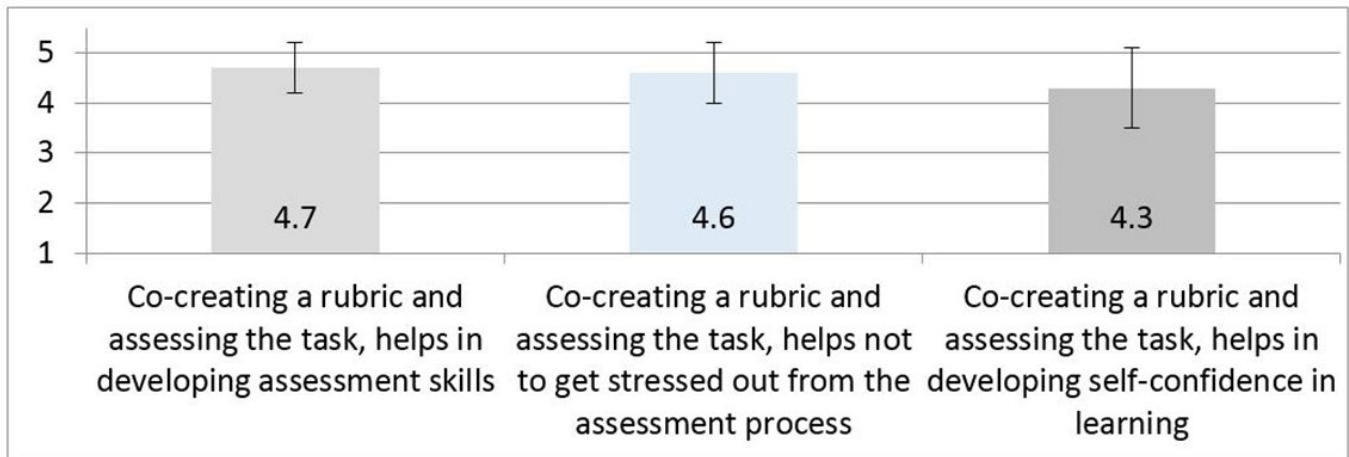 5
4
3
2
1
4.7
4.6
4.3
Co-creating a rubric and
assessing the task, helps in
developing assessment skills
Co-creating a rubric and
assessing the task, helps not
to get stressed out from the
assessment process
Co-creating a rubric and
assessing the task, helps in
developing self-confidence in
learning